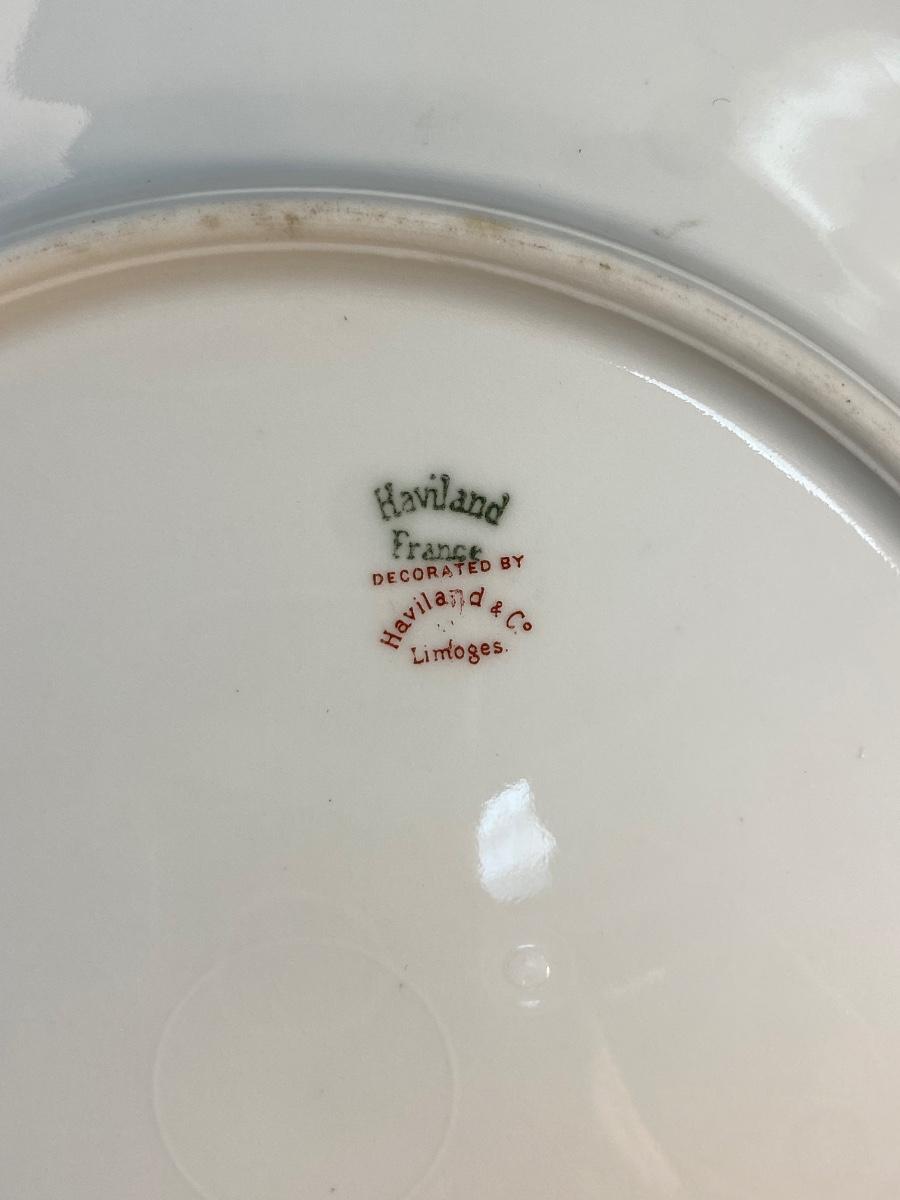 Haviland
France
DECORATED BY
Haviland & Co
Limoges.